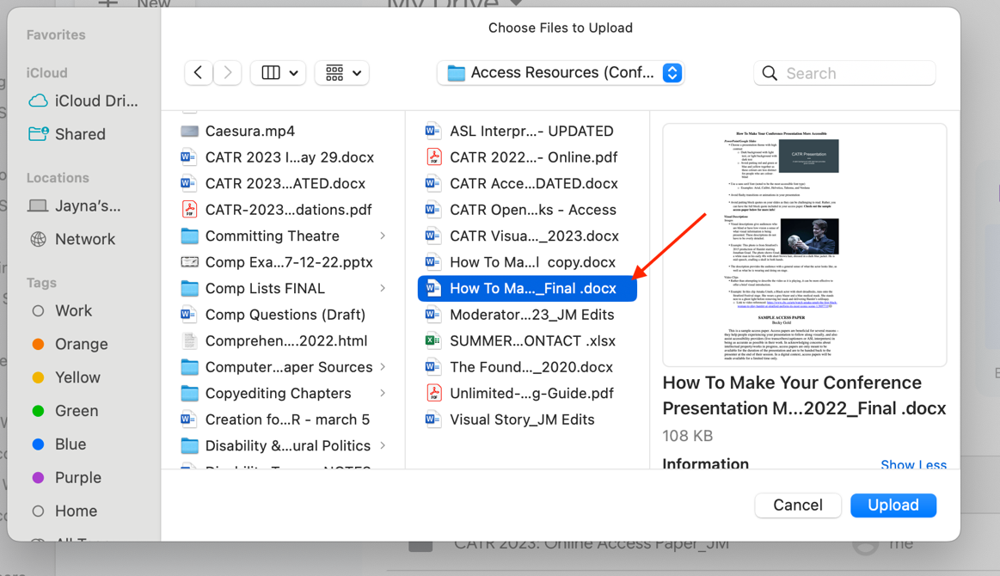 New
My Drive
Choose Files to Upload
Favorites
iCloud
iCloud Dri...
Shared
Locations
Jayna's...
Network
Tags
Work
Orange
Yellow
Green
Blue
Purple
Home
Access Resources (Conf...
Search
Caesura.mp4
CATR 2023 I...ay 29.docx
CATR 2023...ATED.docx
CATR-2023...dations.pdf
Committing Theatre
Comp Exa...7-12-22.pptx
Comp Lists FINAL
Comp Questions (Draft)
Comprehen...2022.html
Computer...aper Sources
Copyediting Chapters
Creation fo...R - march 5
Disability &...ural Politics
ASL Interpr...- UPDATED
CATR 2022...- Online.pdf
CATR Acce...DATED.docx
CATR Open...ks - Access
CATR Visua..._2023.docx
How To Ma...l copy.docx
How To Ma..._Final .docx
Moderator...23_JM Edits
SUMMER...ONTACT .xlsx
The Found..._2020.docx
Unlimited-...g-Guide.pdf
Visual Story_JM Edits
How To Make Your Conference Presentation More Accessible
CATR Presentation
SAMPLE ACCESS PAPER
Becky Gold
How To Make Your Conference
Presentation M...2022_Final .docx
108 KB
Information
Show Less
Cancel
Upload
CATR 2023: Online Access Paper_JM
me